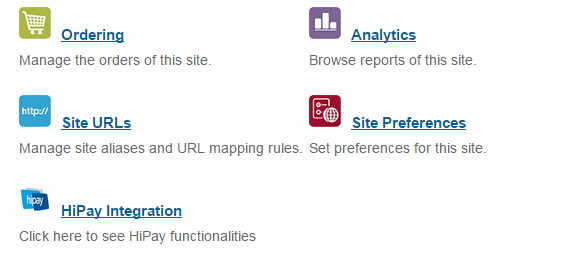 Ordering
Analytics
Manage the orders of this site.
Browse reports of this site.
http://
Site URLs
Site Preferences
Manage site aliases and URL mapping rules.
Set preferences for this site.
hipay
HiPay Integration
Click here to see HiPay functionalities